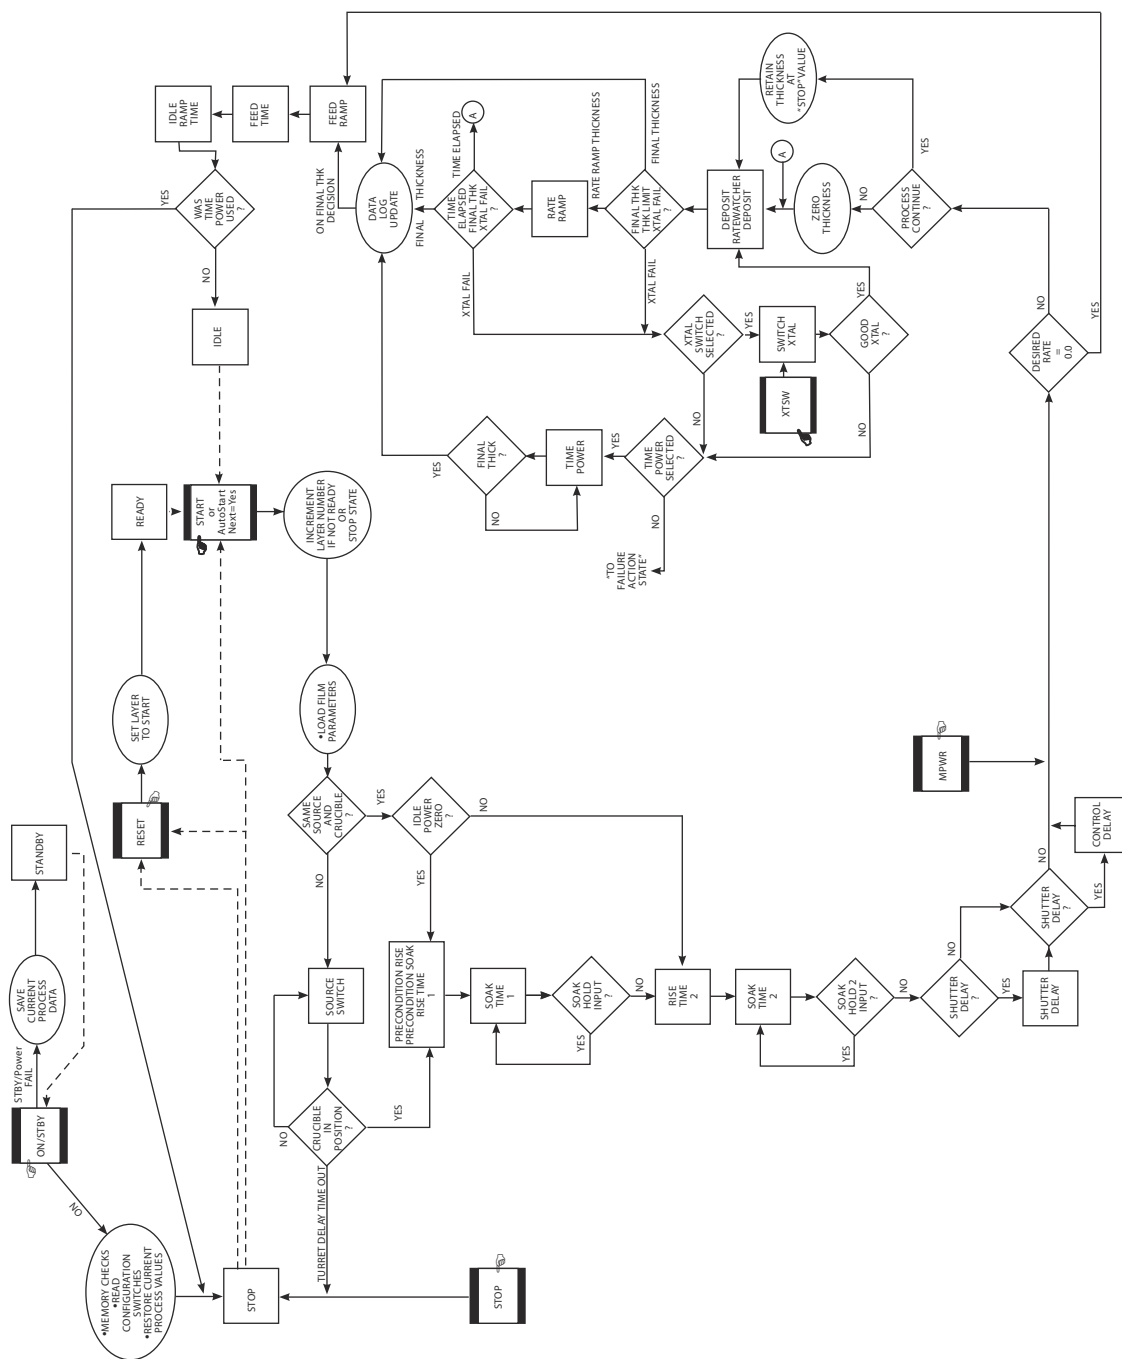 ON/STBY
STBY/Power
FAIL
SAVE
CURRENT
PROCESS
DATA
STANDBY
NO
•MEMORY CHECKS
•READ
CONFIGURATION
SWITCHES
•RESTORE CURRENT
PROCESS VALUES
STOP
STOP
TURRET DELAY TIME OUT
RESET
SET LAYER
TO START
READY
START
or
AutoStart
Next=Yes
INCREMENT
LAYER NUMBER
IF NOT READY
OR
STOP STATE
•LOAD FILM
PARAMETERS
SAME
SOURCE
AND
CRUCIBLE
?
YES
NO
IDLE
POWER
ZERO
?
YES
NO
SOURCE
SWITCH
CRUCIBLE
IN
POSITION
?
NO
YES
PRECONDITION RISE
PRECONDITION SOAK
RISE TIME
1
SOAK
TIME
1
SOAK
HOLD
INPUT
?
YES
NO
RISE
TIME
2
SOAK
TIME
2
SOAK
HOLD 2
INPUT
?
YES
NO
SHUTTER
DELAY
?
NO
YES
SHUTTER
DELAY
SHUTTER
DELAY
?
NO
YES
CONTROL
DELAY
MPWR
DESIRED
RATE
=
0.0
NO
YES
PROCESS
CONTINUE
?
NO
YES
ZERO
THICKNESS
A
RETAIN
THICKNESS
AT
"STOP" VALUE
DEPOSIT
RATEWATCHER
DEPOSIT
FINAL THK
THK LIMIT
XTAL FAIL
?
XTAL FAIL
FINAL THICKNESS
RATE RAMP THICKNESS
RATE
RAMP
TIME
ELAPSED
FINAL THK
XTAL FAIL
?
XTAL FAIL
TIME ELAPSED
A
FINAL THICKNESS
DATA
LOG
UPDATE
ON FINAL THK
DECISION
FEED
RAMP
FEED
TIME
IDLE
RAMP
TIME
WAS
TIME
POWER
USED
?
YES
NO
IDLE
XTAL
SWITCH
SELECTED
?
YES
NO
SWITCH
XTAL
XTSW
GOOD
XTAL
?
YES
NO
TIME
POWER
SELECTED
?
YES
NO
"TO
FAILURE
ACTION
STATE"
TIME
POWER
FINAL
THICK
?
NO
YES